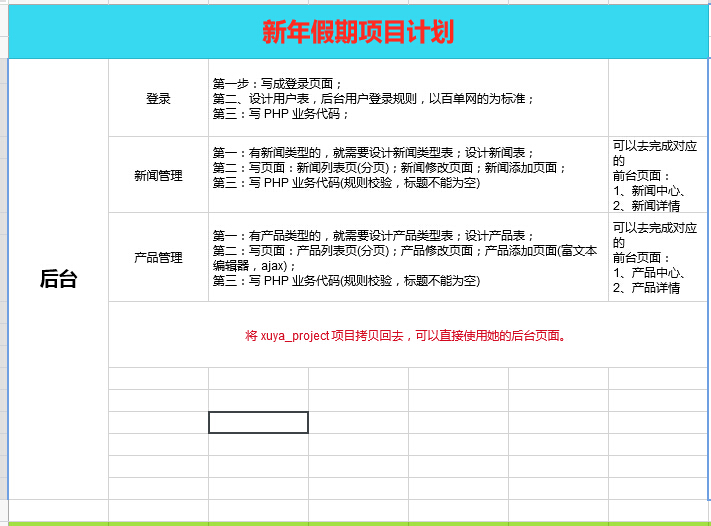 新年假期项目计划
后台
登录
第一步：写成登录页面；
第二、设计用户表，后台用户登录规则，以百单网的为标准；
第三：写 PHP 业务代码；
新闻管理
第一：有新闻类型的，就需要设计新闻类型表；设计新闻表；
第二：写页面：新闻列表页(分页)；新闻修改页面；新闻添加页面；
第三：写 PHP 业务代码(规则校验，标题不能为空)
可以去完成对应
的
前台页面：
1、新闻中心、
2、新闻详情
产品管理
第一：有产品类型的，就需要设计产品类型表；设计产品表；
第二：写页面：产品列表页(分页)；产品修改页面；产品添加页面(富文本
编辑器，ajax)；
第三：写 PHP 业务代码(规则校验，标题不能为空)
可以去完成对应
的
前台页面：
1、产品中心、
2、产品详情
将 xuya_project 项目拷贝回去，可以直接使用她的后台页面。